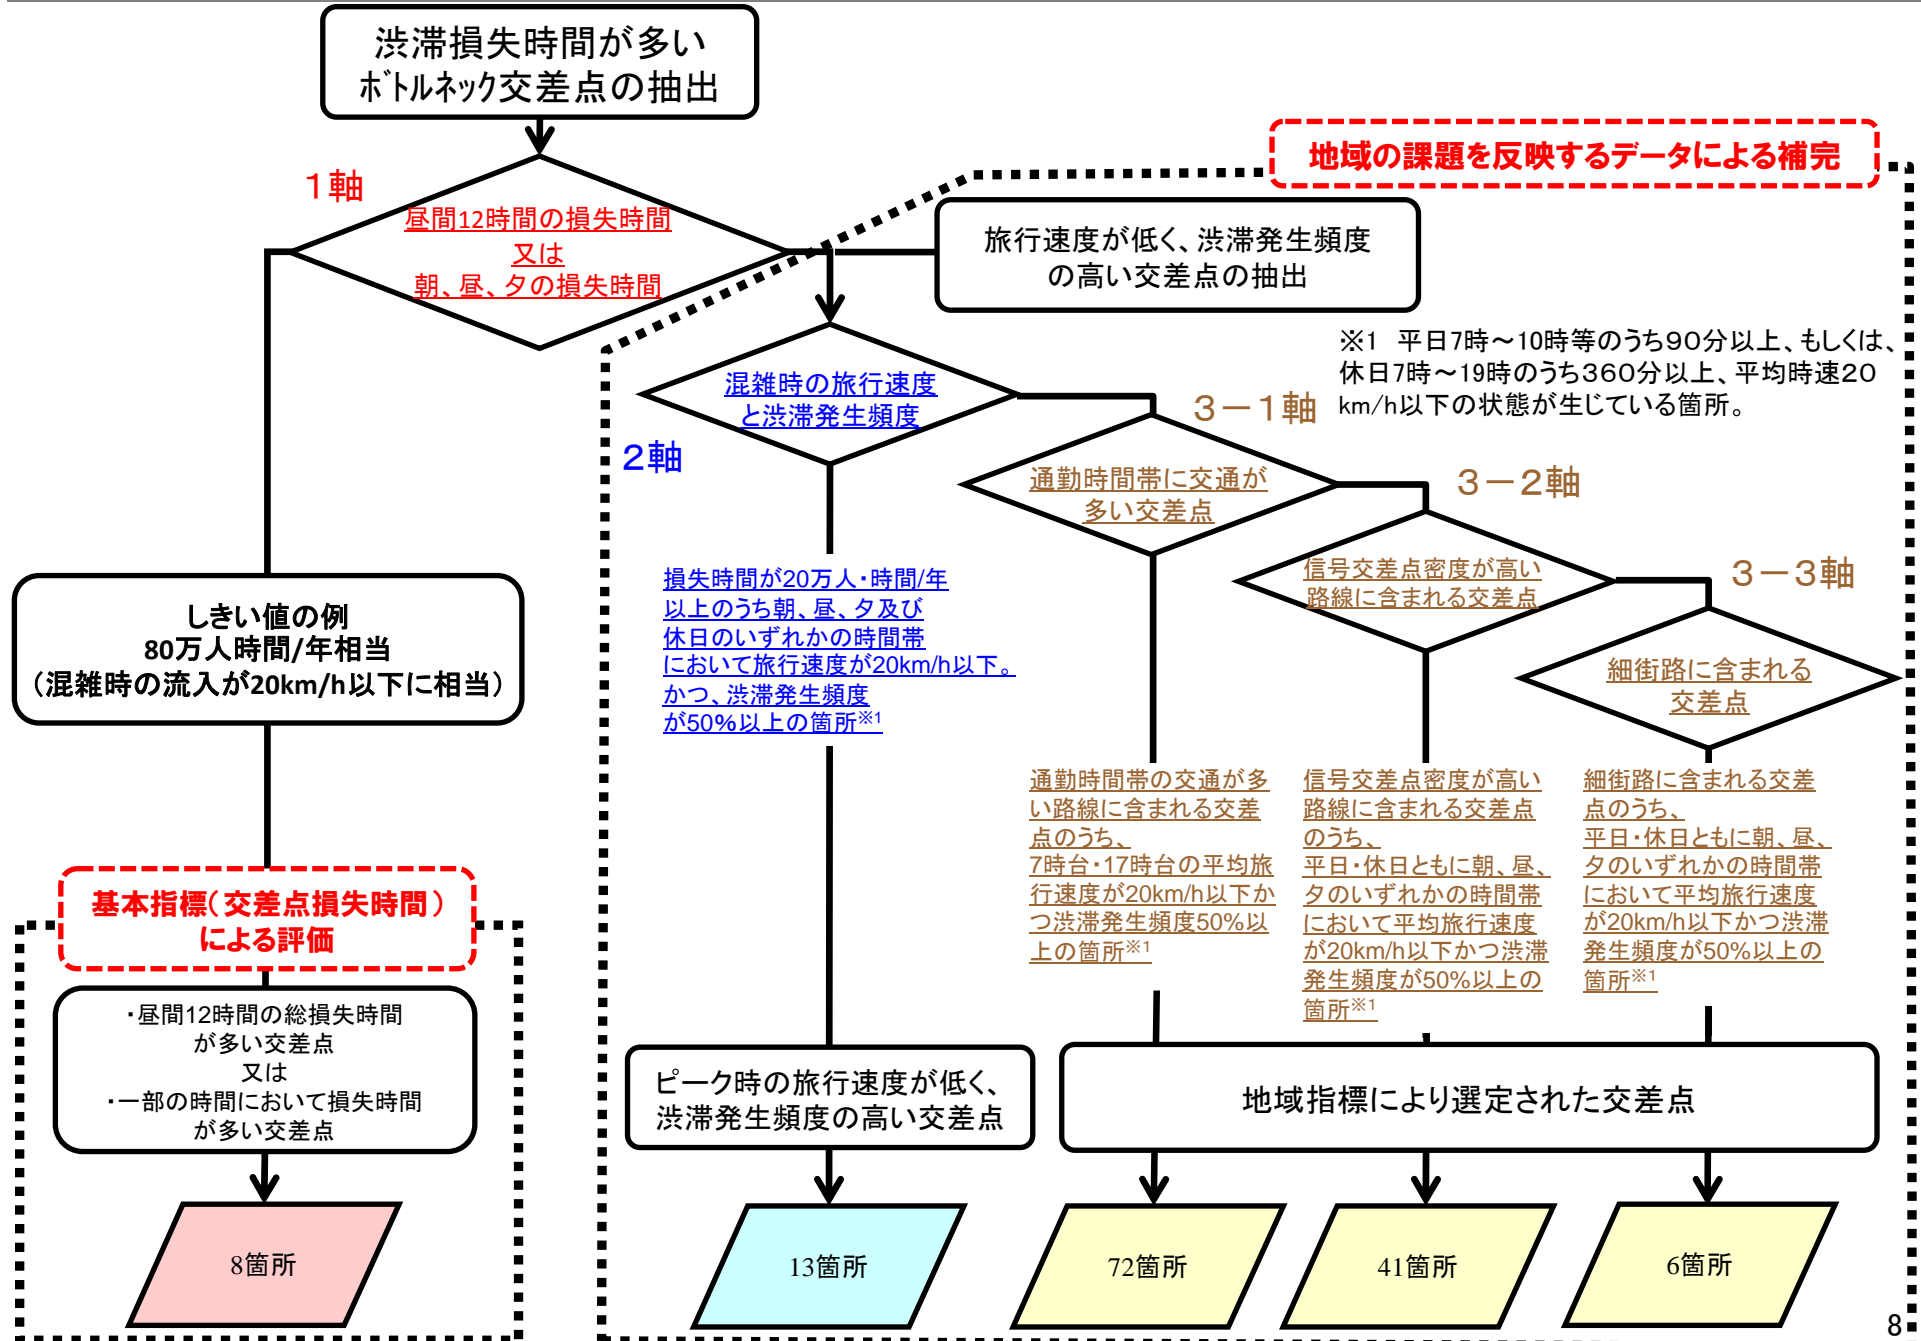 渋滞損失時間が多い
ﾎﾞﾄﾙﾈｯｸ交差点の抽出
地域の課題を反映するデータによる補完
1軸
昼間12時間の損失時間
又は
朝、昼、夕の損失時間
旅行速度が低く、渋滞発生頻度
の高い交差点の抽出
※1 平日7時～10時等のうち90分以上、もしくは、
休日7時～19時のうち360分以上、平均時速20
km/h以下の状態が生じている箇所。
混雑時の旅行速度
と渋滞発生頻度
2軸
3－1軸
通勤時間帯に交通が
多い交差点
3－2軸
信号交差点密度が高い
路線に含まれる交差点
3－3軸
細街路に含まれる
交差点
しきい値の例
80万人時間/年相当
（混雑時の流入が20km/h以下に相当）
損失時間が20万人・時間/年
以上のうち朝、昼、夕及び
休日のいずれかの時間帯
において旅行速度が20km/h以下。
かつ、渋滞発生頻度
が50%以上の箇所※1
通勤時間帯の交通が多
い路線に含まれる交差
点のうち、
7時台・17時台の平均旅
行速度が20km/h以下か
つ渋滞発生頻度50%以
上の箇所※1
信号交差点密度が高い
路線に含まれる交差点
のうち、
平日・休日ともに朝、昼、
夕のいずれかの時間帯
において平均旅行速度
が20km/h以下かつ渋滞
発生頻度が50%以上の
箇所※1
細街路に含まれる交差
点のうち、
平日・休日ともに朝、昼、
夕のいずれかの時間帯
において平均旅行速度
が20km/h以下かつ渋滞
発生頻度が50%以上の
箇所※1
基本指標（交差点損失時間）
による評価
・昼間12時間の総損失時間
が多い交差点
又は
・一部の時間において損失時間
が多い交差点
ピーク時の旅行速度が低く、
渋滞発生頻度の高い交差点
地域指標により選定された交差点
8箇所
13箇所
72箇所
41箇所
6箇所
8